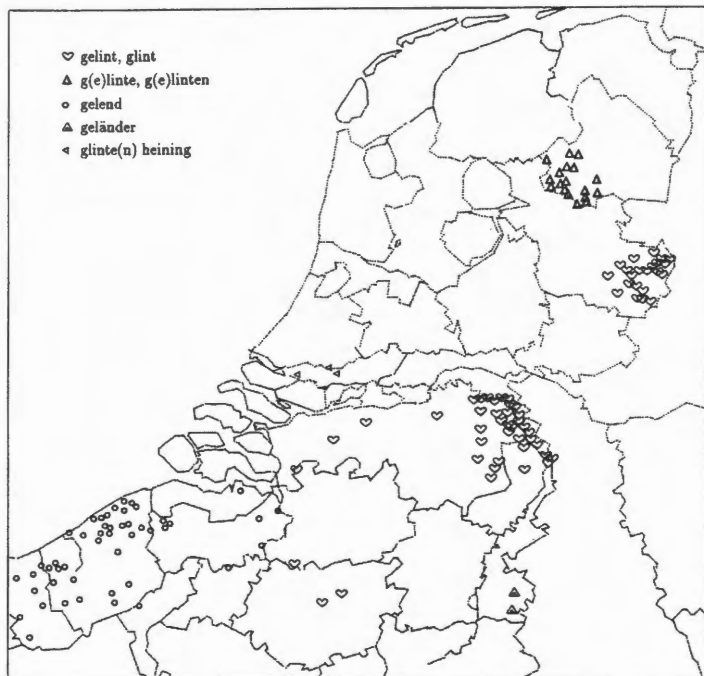 gelint, glint
g(e)linte, g(e)linten
gelend
geländer
glinte(n) heining